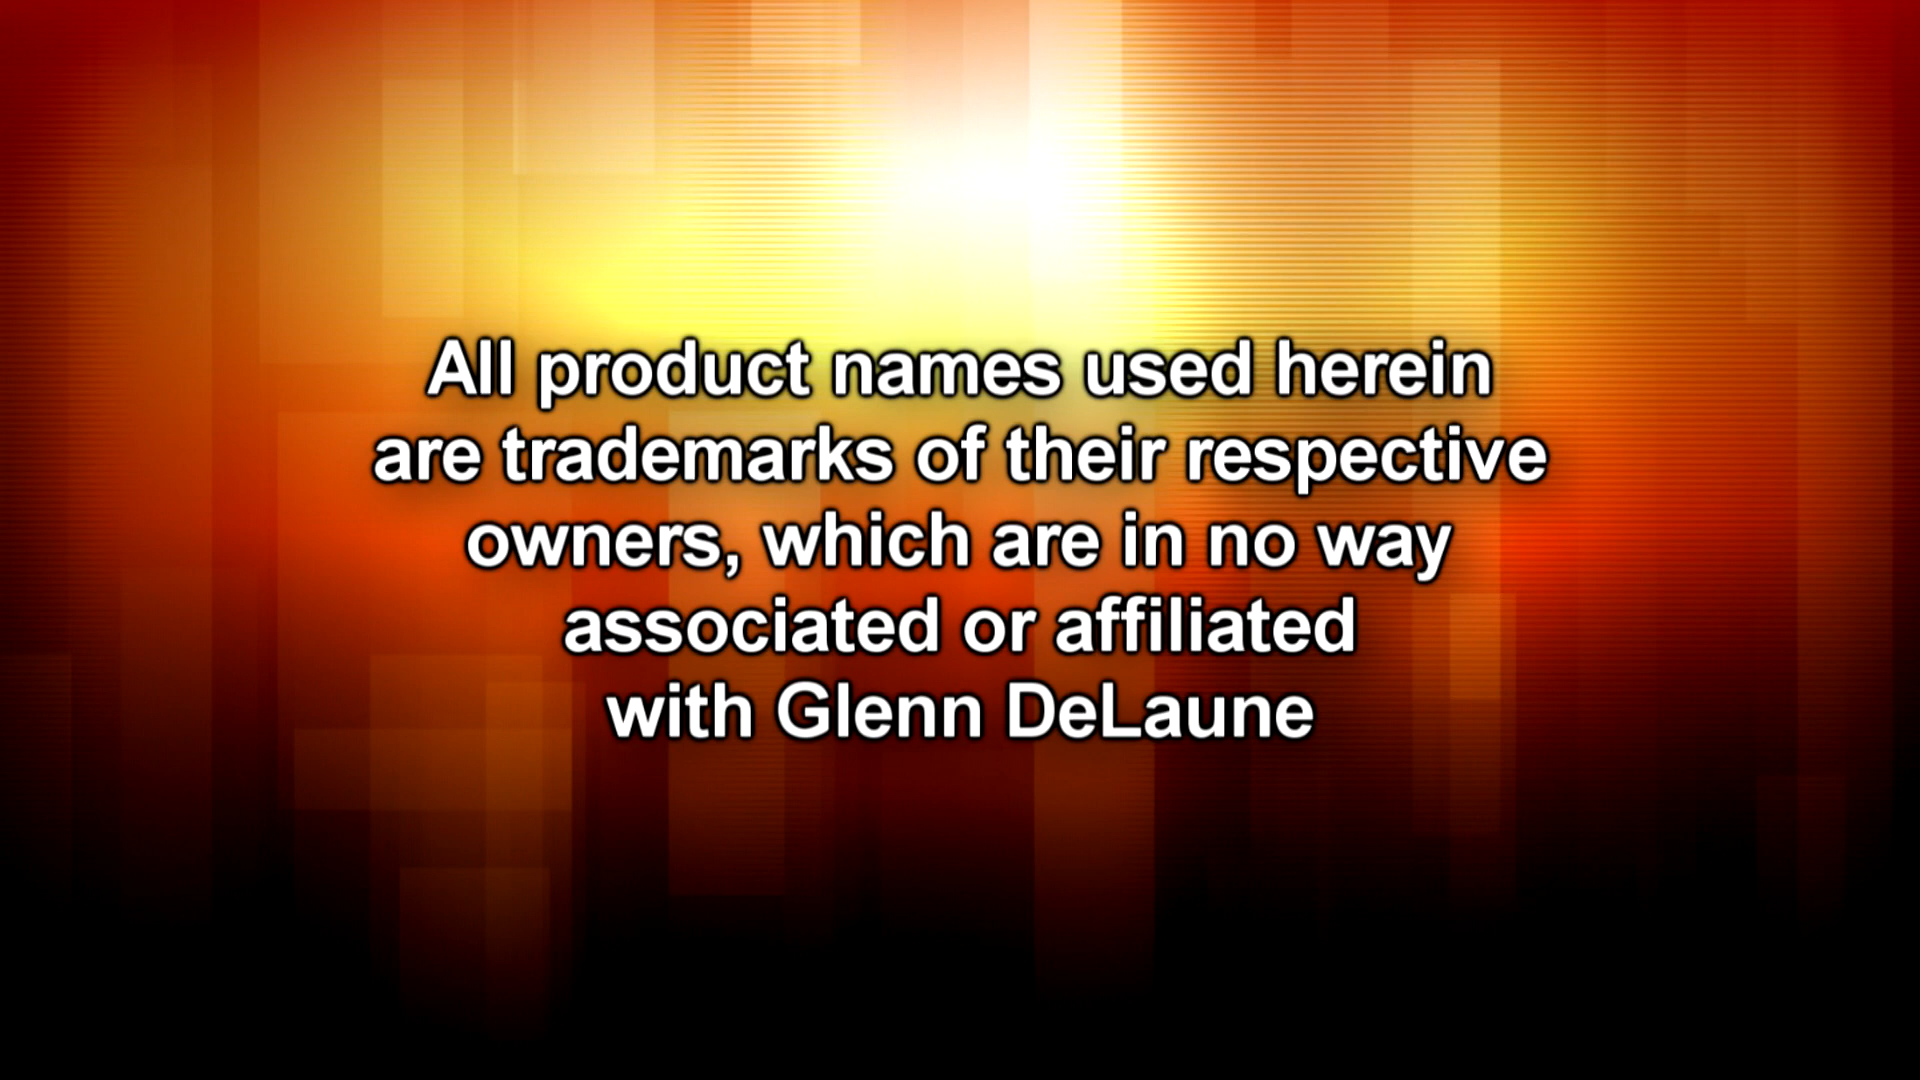 All product names used herein
are trademarks of their respective
owners, which are in no way
associated or affiliated
with Glenn DeLaune